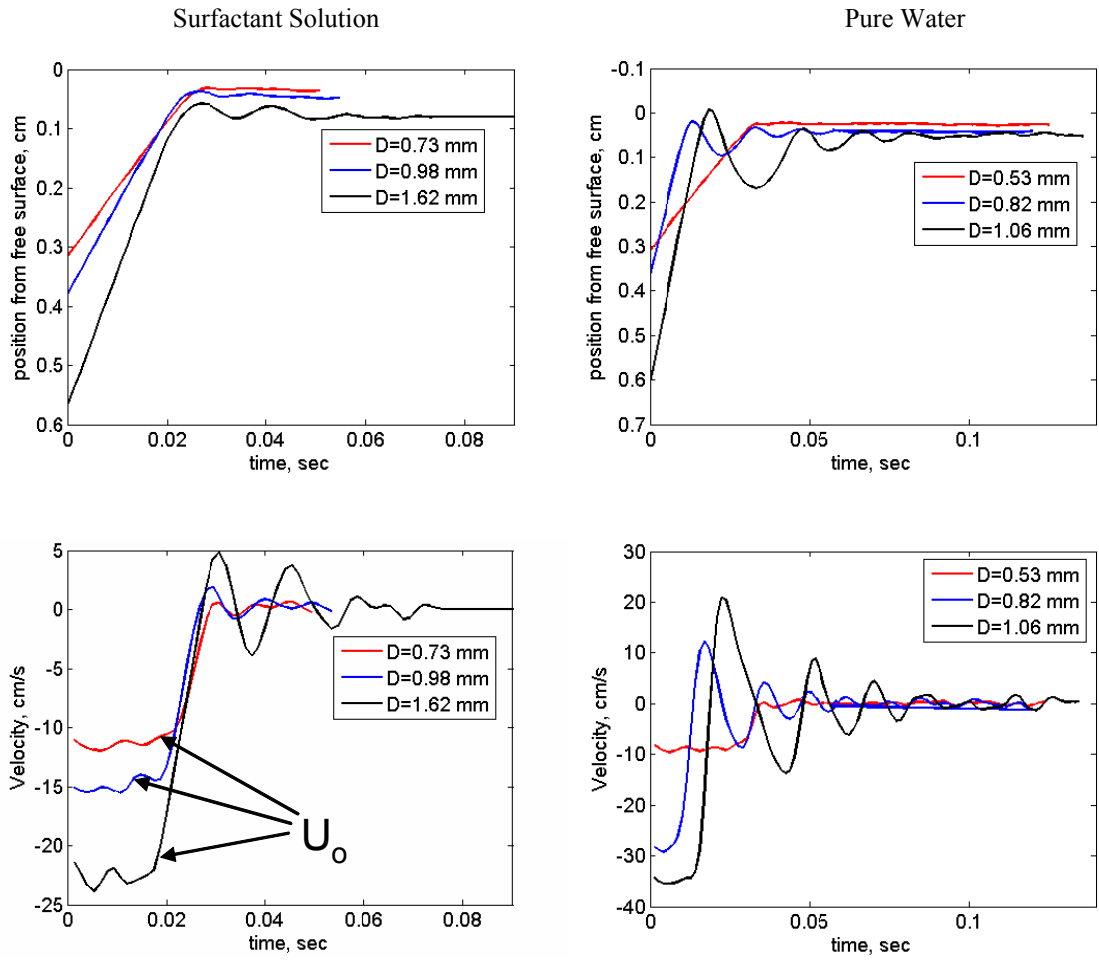 Surfactant Solution
Pure Water
0
0.1
0.2
0.3
0.4
0.5
0.6
position from free surface, cm
D=0.73 mm
D=0.98 mm
D=1.62 mm
0 0.02 0.04 0.06 0.08
time, sec
-0.1
0
0.1
0.2
0.3
0.4
0.5
0.6
0.7
position from free surface, cm
D=0.53 mm
D=0.82 mm
D=1.06 mm
0 0.05 0.1
time, sec
5
0
-5
-10
-15
-20
-25
Velocity, cm/s
D=0.73 mm
D=0.98 mm
D=1.62 mm
Uo
0 0.02 0.04 0.06 0.08
time, sec
30
20
10
0
-10
-20
-30
-40
Velocity, cm/s
D=0.53 mm
D=0.82 mm
D=1.06 mm
0 0.05 0.1
time, sec